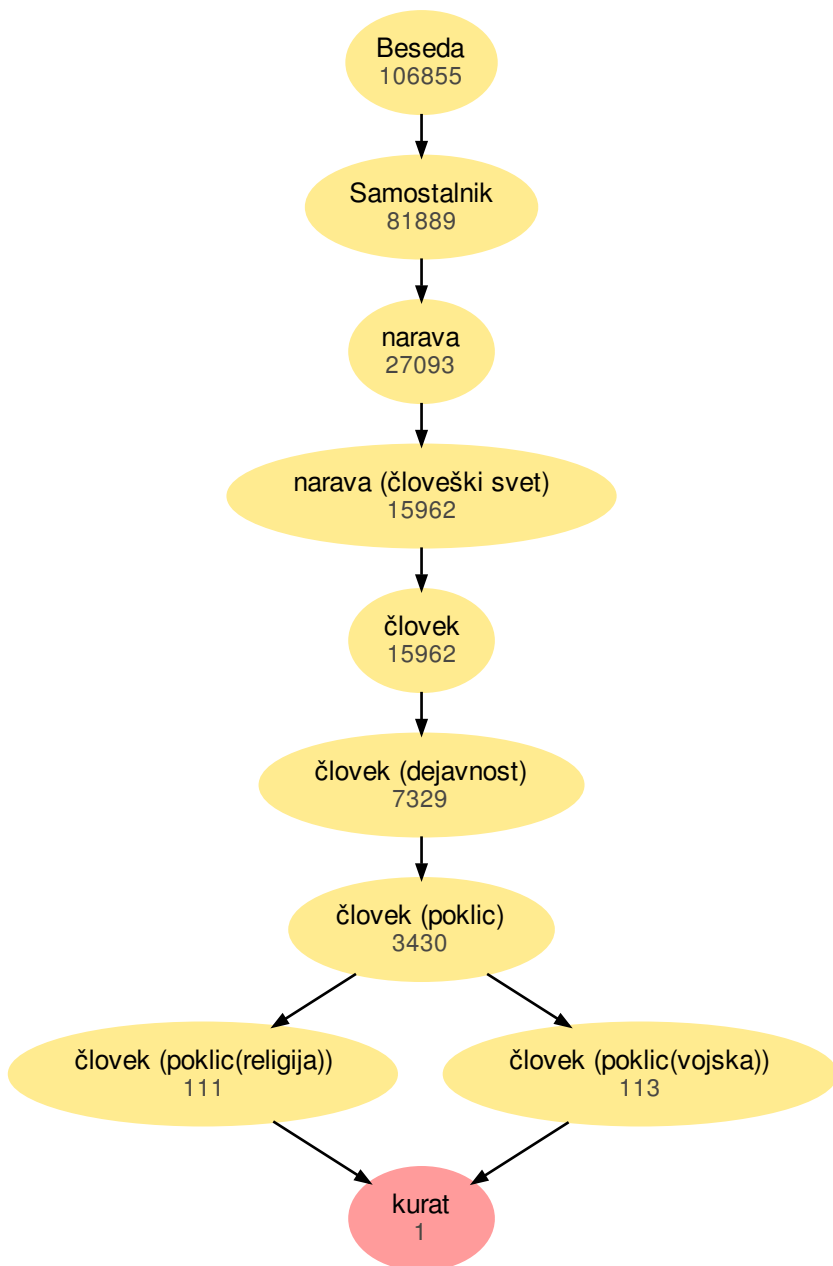 Beseda
106855
Samostalnik
81889
narava
27093
narava (človeški svet)
15962
človek
15962
človek (dejavnost)
7329
človek (poklic)
3430
človek (poklic(religija))
111
človek (poklic(vojska))
113
kurat
1